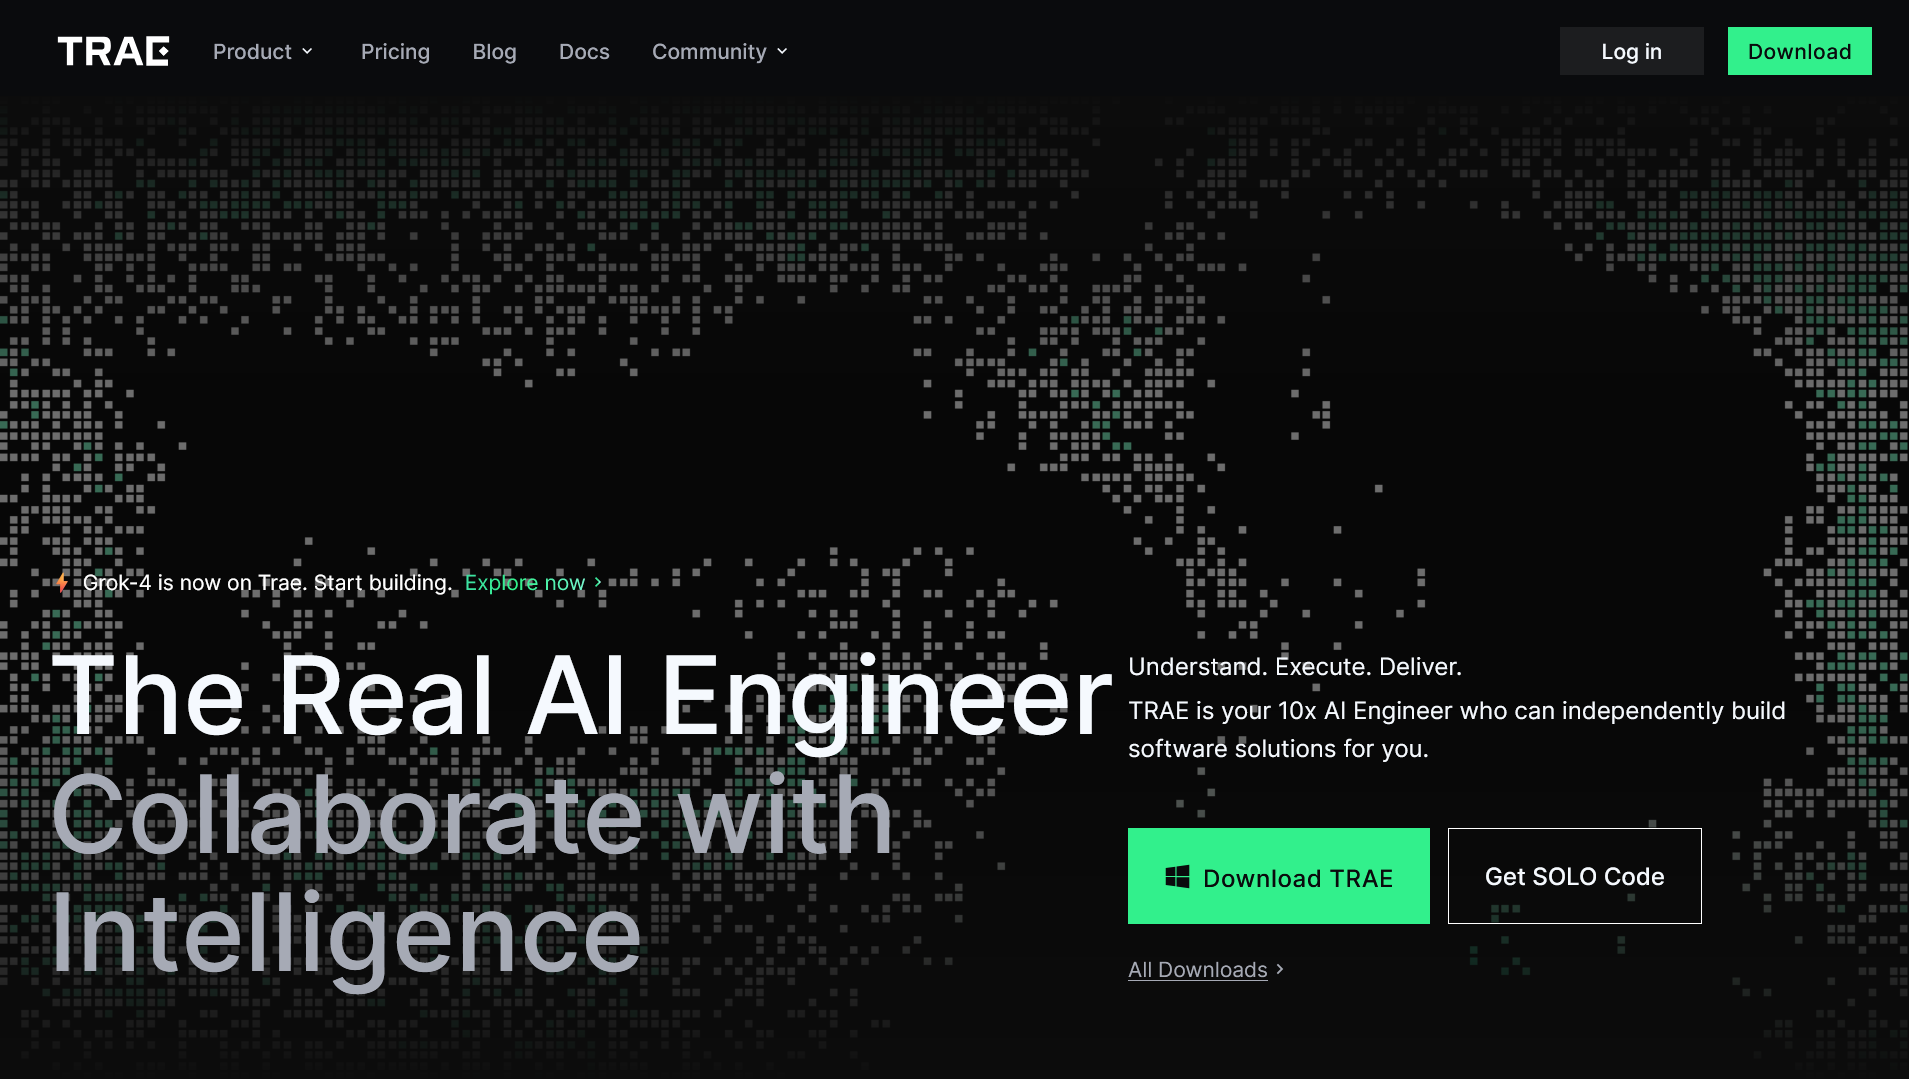 TRAE
Product
Pricing
Blog
Docs
Community
Log in
Download
Grok-4 is now on Trae. Start building. Explore now
The Real AI Engineer
Collaborate with
Intelligence
Understand. Execute. Deliver.
TRAE is your 10x AI Engineer who can independently build
software solutions for you.
Download TRAE
Get SOLO Code
All Downloads